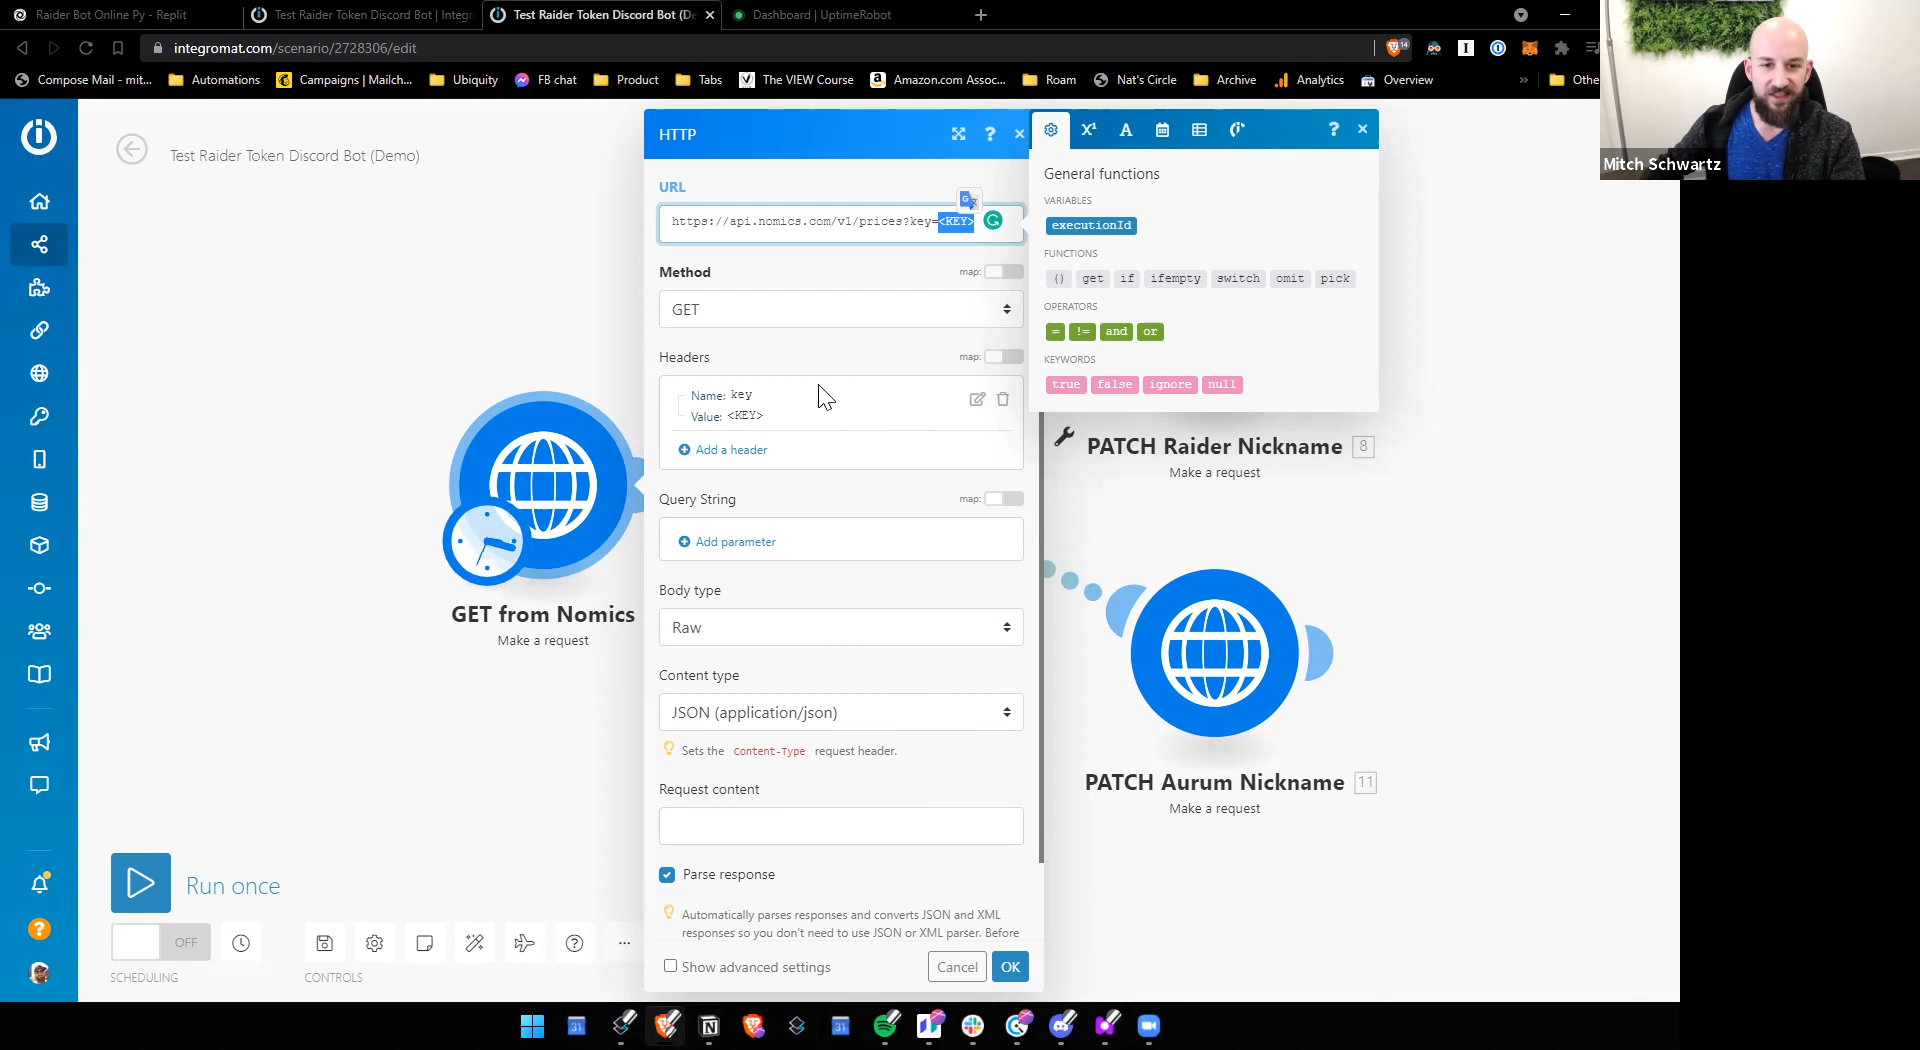 Raider Bot Online Py - Replit
Test Raider Token Discord Bot | Integr
Test Raider Token Discord Bot (De
Dashboard | UptimeRobot
integromat.com/scenario/2728306/edit
14
Compose Mail - mit...
Automations
Campaigns | Mailch...
Ubiquity
FB chat
Product
Tabs
The VIEW Course
Amazon.com Assoc...
Roam
Nat's Circle
Archive
Analytics
Overview
»
Othe
Mitch Schwartz
Test Raider Token Discord Bot (Demo)
HTTP
URL
https://api.nomics.com/v1/prices?key=<KEY>
Method
map:
GET
Headers
map:
Name: key
Value: <KEY>
Add a header
Query String
map:
Add parameter
Body type
Raw
Content type
JSON (application/json)
Sets the Content-Type request header.
Request content
Parse response
Automatically parses responses and converts JSON and XML
responses so you don't need to use JSON or XML parser. Before
Show advanced settings
Cancel
OK
General functions
VARIABLES
executionId
FUNCTIONS
() get if ifempty switch omit pick
OPERATORS
= != and or
KEYWORDS
true false ignore null
GET from Nomics
Make a request
PATCH Raider Nickname 8
Make a request
PATCH Aurum Nickname 11
Make a request
Run once
OFF
SCHEDULING
CONTROLS
31
31